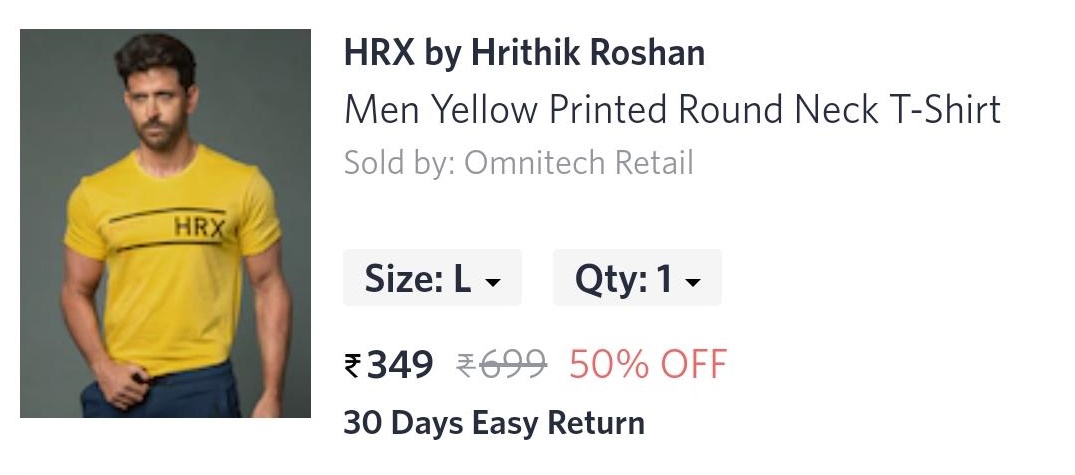 HRX by Hrithik Roshan
Men Yellow Printed Round Neck T-Shirt
Sold by: Omnitech Retail
HRX
Size: L Qty: 1
₹349 ₹699 50% OFF
30 Days Easy Return